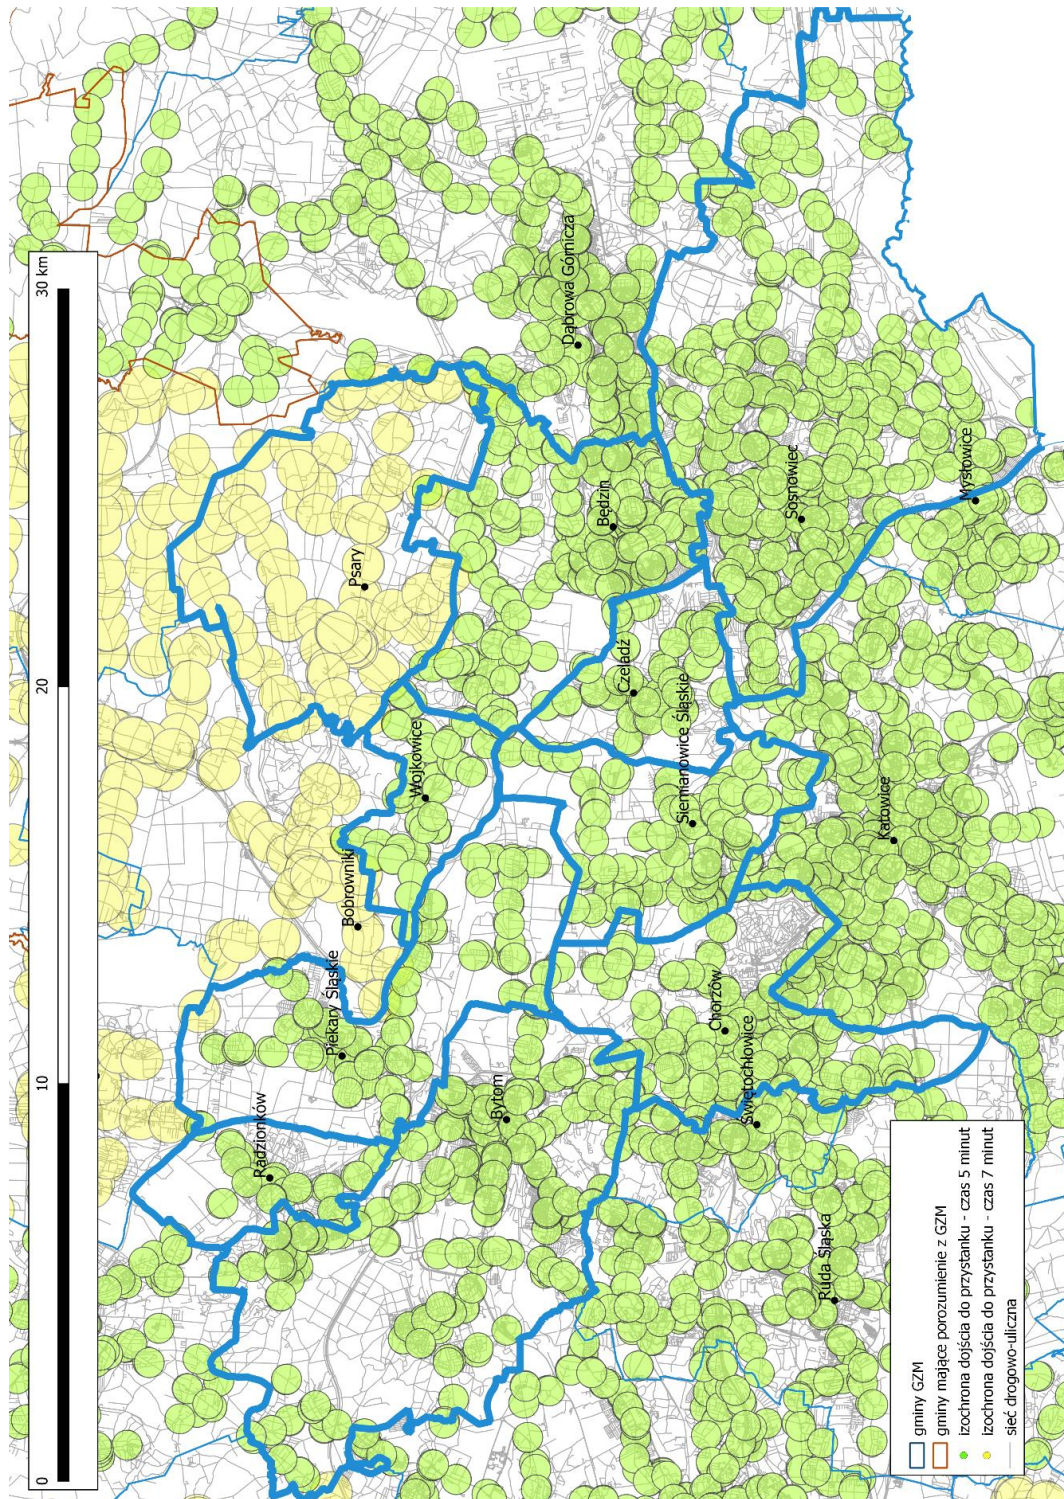 0
10
20
30 km
Radzionków
Piekary Śląskie
Bobrowniki
Wojkowice
Psary
Bytom
Chorzów
Świętochłowice
Ruda Śląska
Siemianowice Śląskie
Czeladź
Będzin
Dąbrowa Górnicza
Katowice
Sosnowiec
Mysłowice
gminy GZM
gminy mające porozumienie z GZM
izochrona dojścia do przystanku - czas 5 minut
izochrona dojścia do przystanku - czas 7 minut
sieć drogowo-uliczna